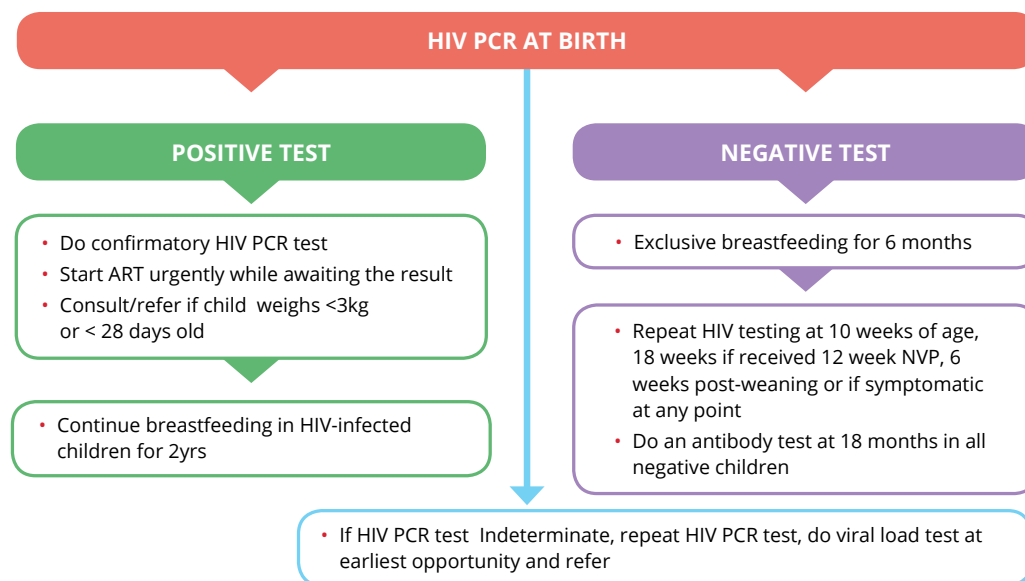 HIV PCR AT BIRTH
POSITIVE TEST
• Do confirmatory HIV PCR test
• Start ART urgently while awaiting the result
• Consult/refer if child weighs <3kg
or < 28 days old
• Continue breastfeeding in HIV-infected
children for 2yrs
NEGATIVE TEST
• Exclusive breastfeeding for 6 months
• Repeat HIV testing at 10 weeks of age,
18 weeks if received 12 week NVP, 6
weeks post-weaning or if symptomatic
at any point
• Do an antibody test at 18 months in all
negative children
• If HIV PCR test Indeterminate, repeat HIV PCR test, do viral load test at
earliest opportunity and refer